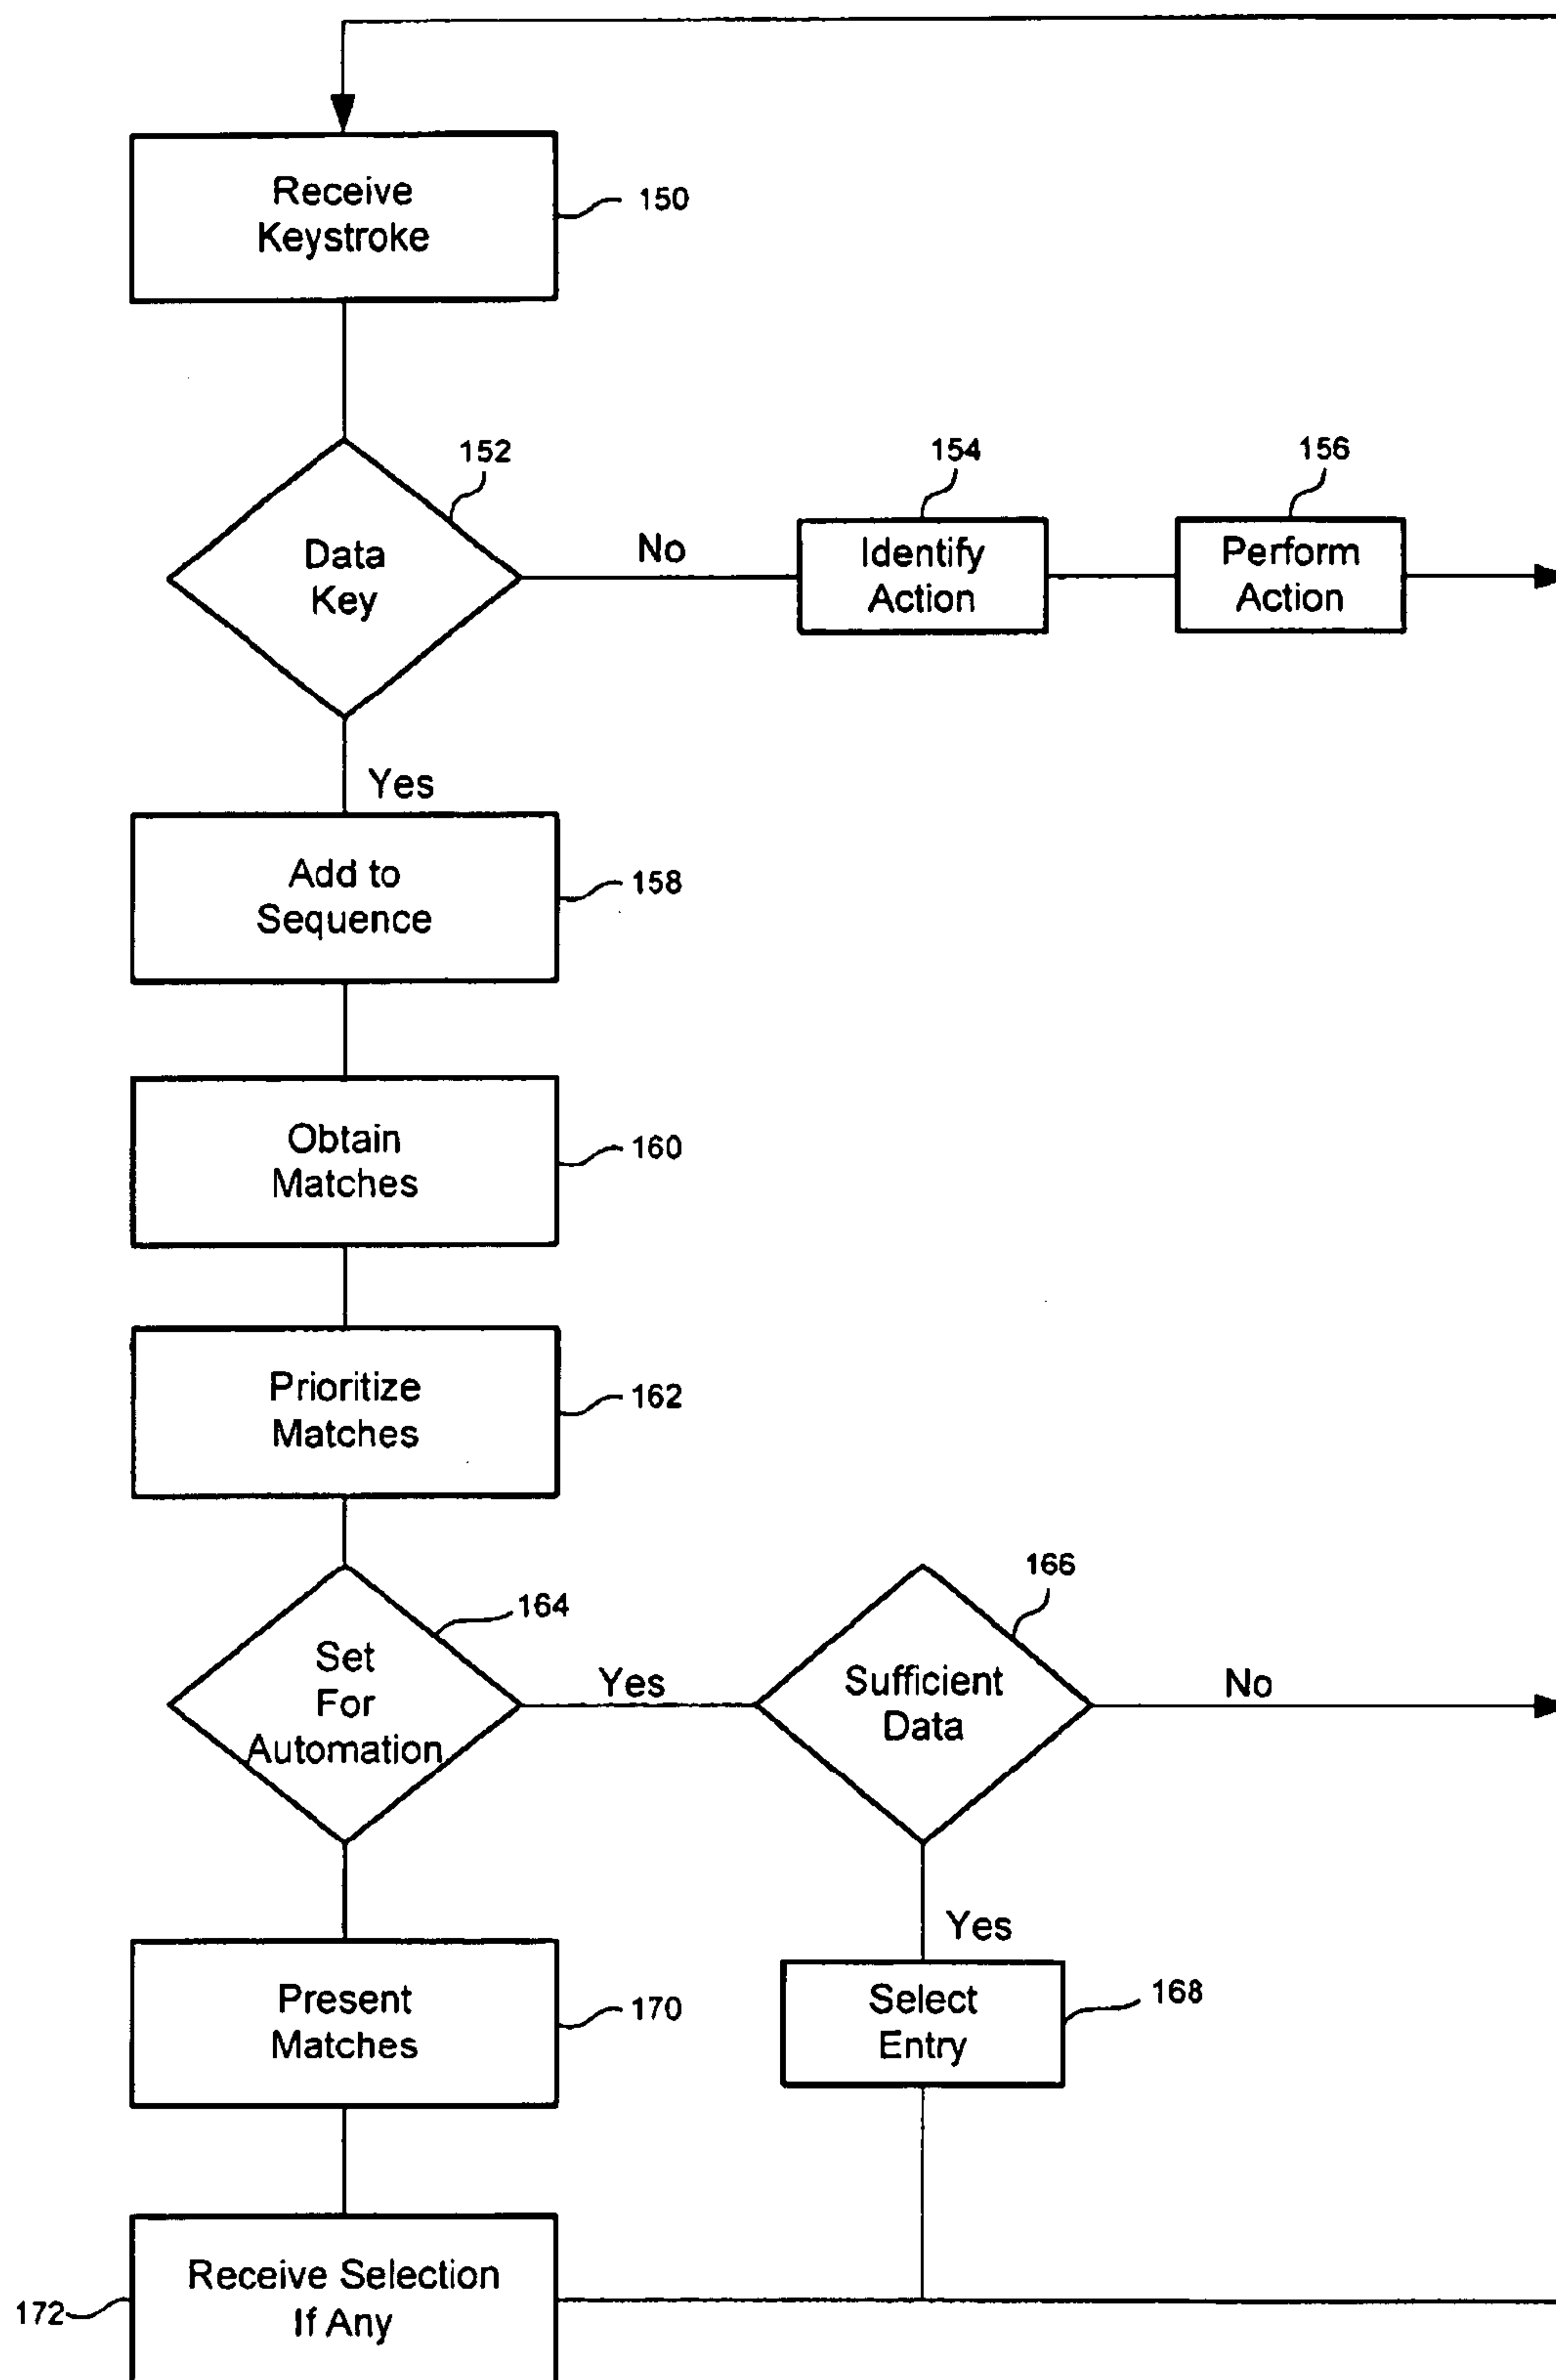 Receive
Keystroke
150
Data
Key
152
No
Identify
Action
154
Perform
Action
156
Yes
Add to
Sequence
158
Obtain
Matches
160
Prioritize
Matches
162
Set
For
Automation
164
Yes
Sufficient
Data
166
No
Yes
Present
Matches
170
Select
Entry
168
Receive Selection
If Any
172